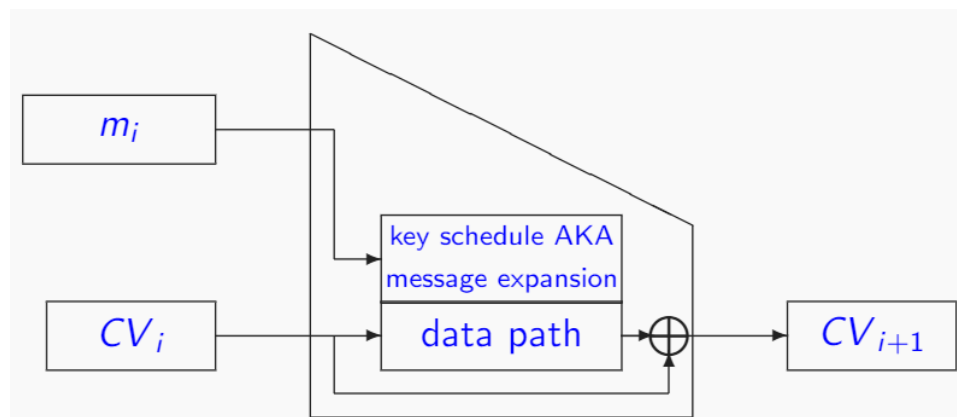 m_i
key schedule AKA
message expansion
CV_i
data path
CV_{i+1}